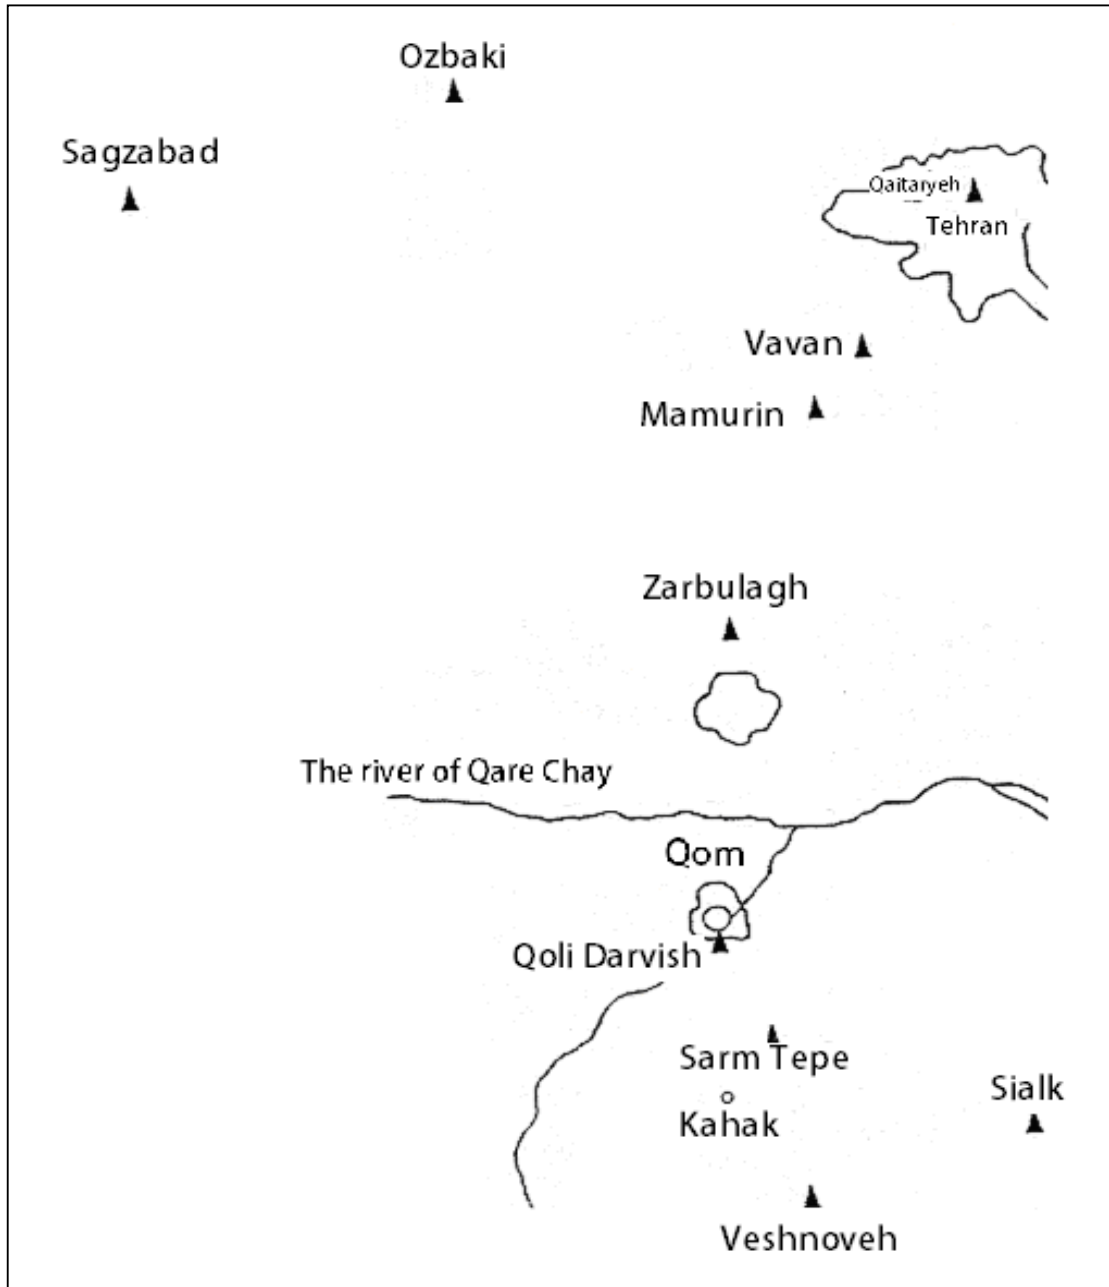 Ozbaki
Sagzabad
Qaitaryeh
Tehran
Vavan
Mamurin
Zarbulagh
The river of Qare Chay
Qom
Qoli Darvish
Sarm Tepe
Sialk
Kahak
Veshnoveh